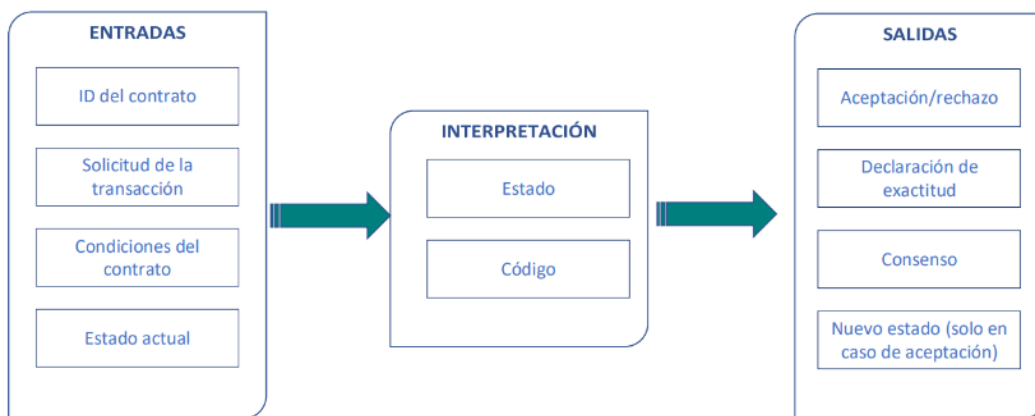 ENTRADAS
ID del contrato
Solicitud de la
transacción
Condiciones del
contrato
Estado actual
INTERPRETACIÓN
Estado
Código
SALIDAS
Aceptación/rechazo
Declaración de
exactitud
Consenso
Nuevo estado (solo en
caso de aceptación)